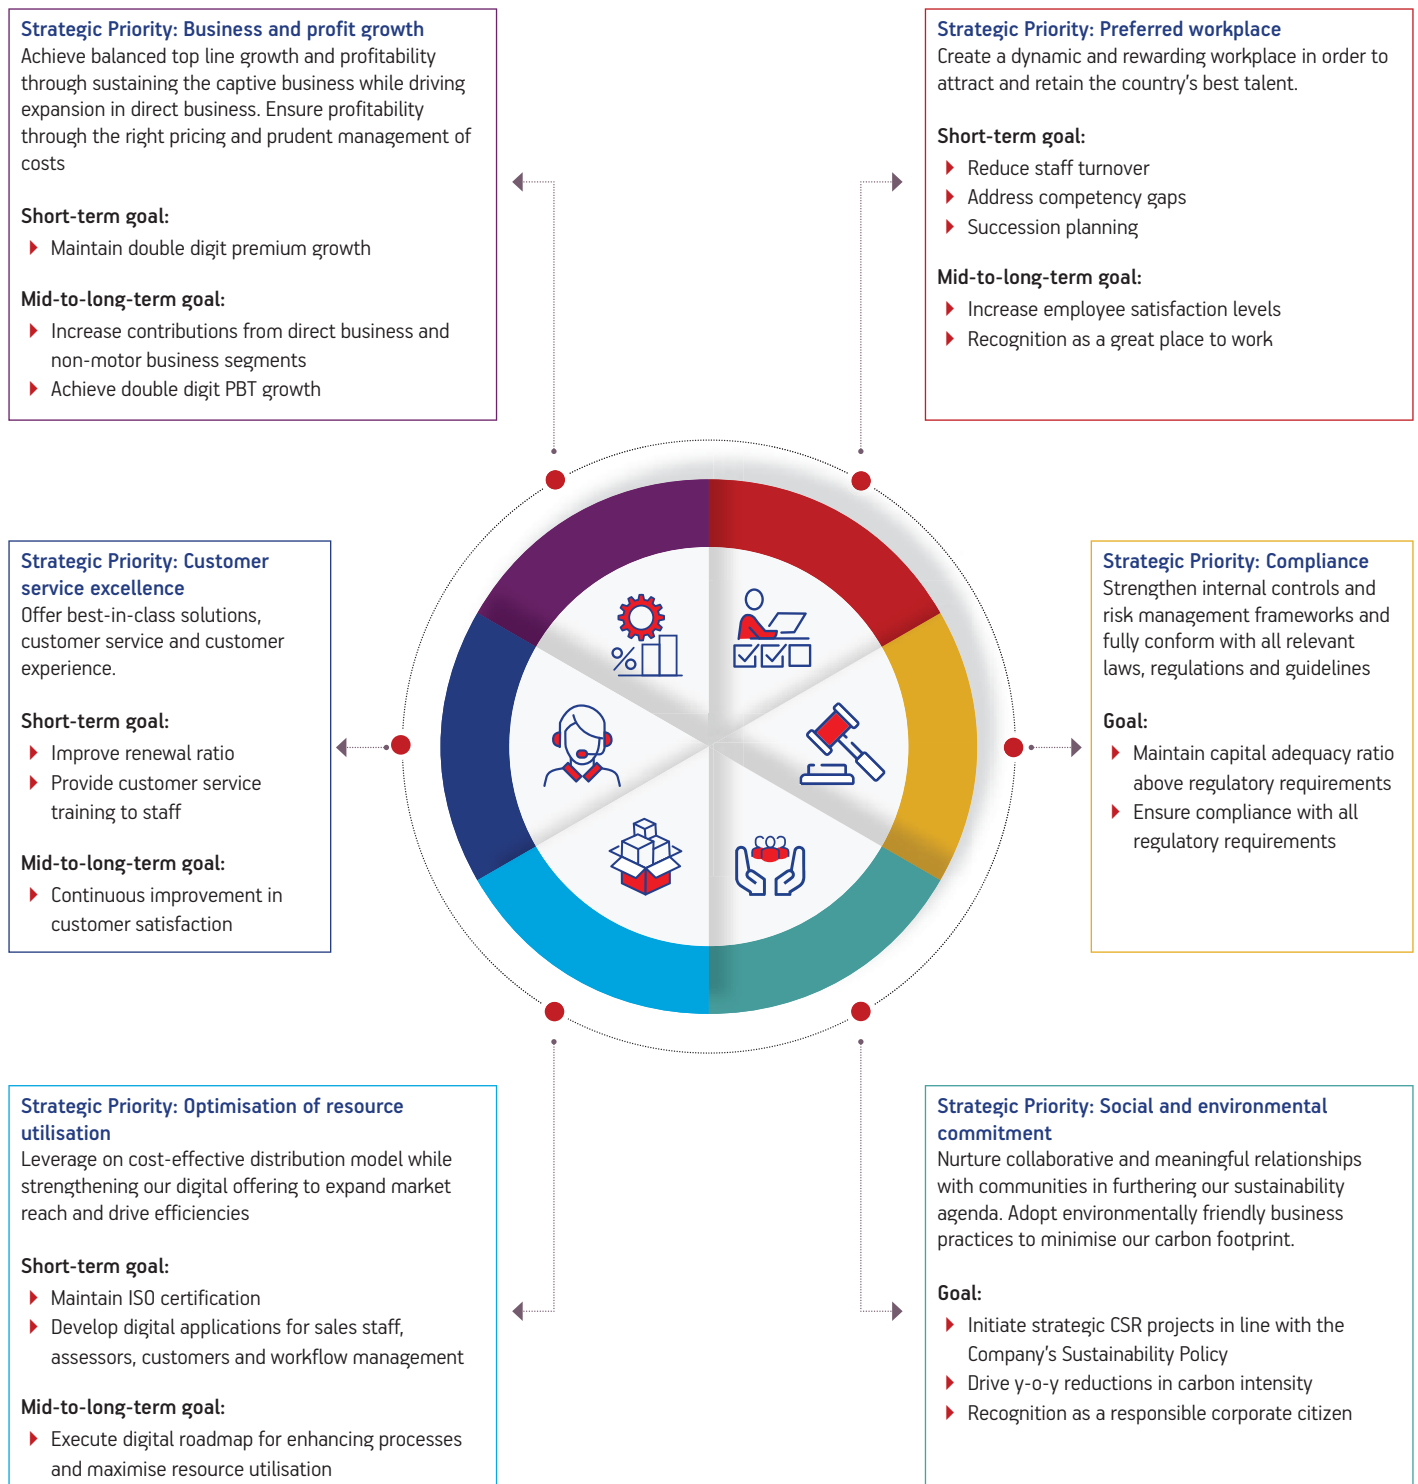 Strategic Priority: Business and profit growth
Achieve balanced top line growth and profitability
through sustaining the captive business while driving
expansion in direct business. Ensure profitability
through the right pricing and prudent management of
costs
Short-term goal:
Maintain double digit premium growth
Mid-to-long-term goal:
Increase contributions from direct business and
non-motor business segments
Achieve double digit PBT growth
Strategic Priority: Preferred workplace
Create a dynamic and rewarding workplace in order to
attract and retain the country's best talent.
Short-term goal:
Reduce staff turnover
Address competency gaps
Succession planning
Mid-to-long-term goal:
Increase employee satisfaction levels
Recognition as a great place to work
Strategic Priority: Customer
service excellence
Offer best-in-class solutions,
customer service and customer
experience.
Short-term goal:
Improve renewal ratio
Provide customer service
training to staff
Mid-to-long-term goal:
Continuous improvement in
customer satisfaction
%
Strategic Priority: Compliance
Strengthen internal controls and
risk management frameworks and
fully conform with all relevant
laws, regulations and guidelines
Goal:
Maintain capital adequacy ratio
above regulatory requirements
Ensure compliance with all
regulatory requirements
Strategic Priority: Optimisation of resource
utilisation
Leverage on cost-effective distribution model while
strengthening our digital offering to expand market
reach and drive efficiencies
Short-term goal:
Maintain ISO certification
Develop digital applications for sales staff,
assessors, customers and workflow management
Mid-to-long-term goal:
Execute digital roadmap for enhancing processes
and maximise resource utilisation
Strategic Priority: Social and environmental
commitment
Nurture collaborative and meaningful relationships
with communities in furthering our sustainability
agenda. Adopt environmentally friendly business
practices to minimise our carbon footprint.
Goal:
Initiate strategic CSR projects in line with the
Company's Sustainability Policy
Drive y-o-y reductions in carbon intensity
Recognition as a responsible corporate citizen